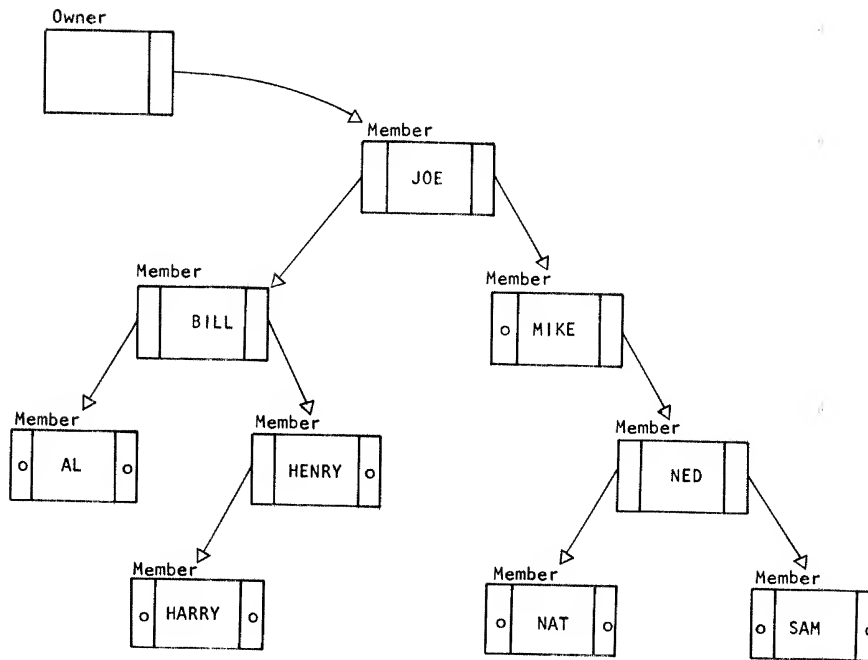 Owner
Member
JOE
Member
BILL
Member
MIKE
Member
AL
Member
HENRY
Member
NED
Member
HARRY
Member
NAT
Member
SAM